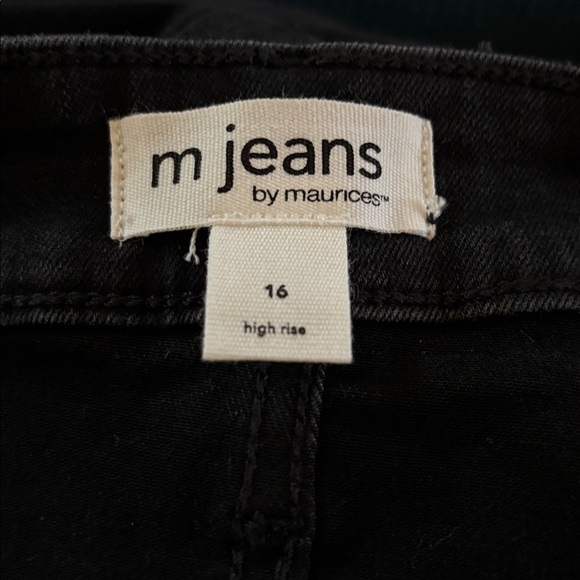 m jeans
by maurices™
16
high rise